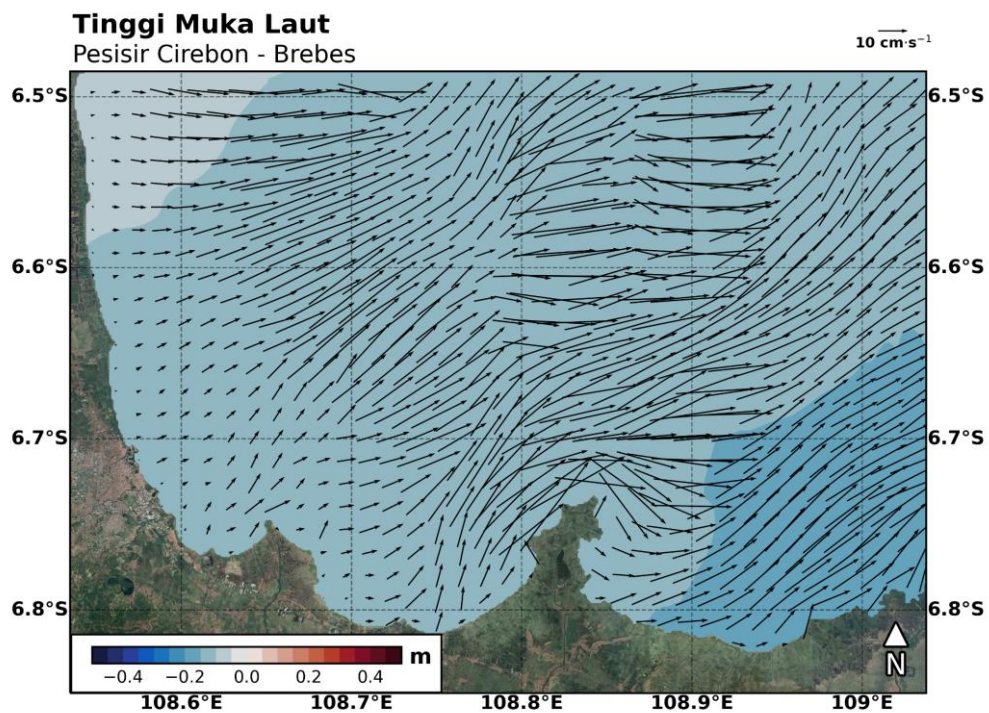 Tinggi Muka Laut
Pesisir Cirebon - Brebes
10 cm·s⁻¹
6.5°S 6.5°S
6.6°S 6.6°S
6.7°S 6.7°S
6.8°S 6.8°S
N
m
−0.4 −0.2 0.0 0.2 0.4
108.6°E 108.7°E 108.8°E 108.9°E 109°E